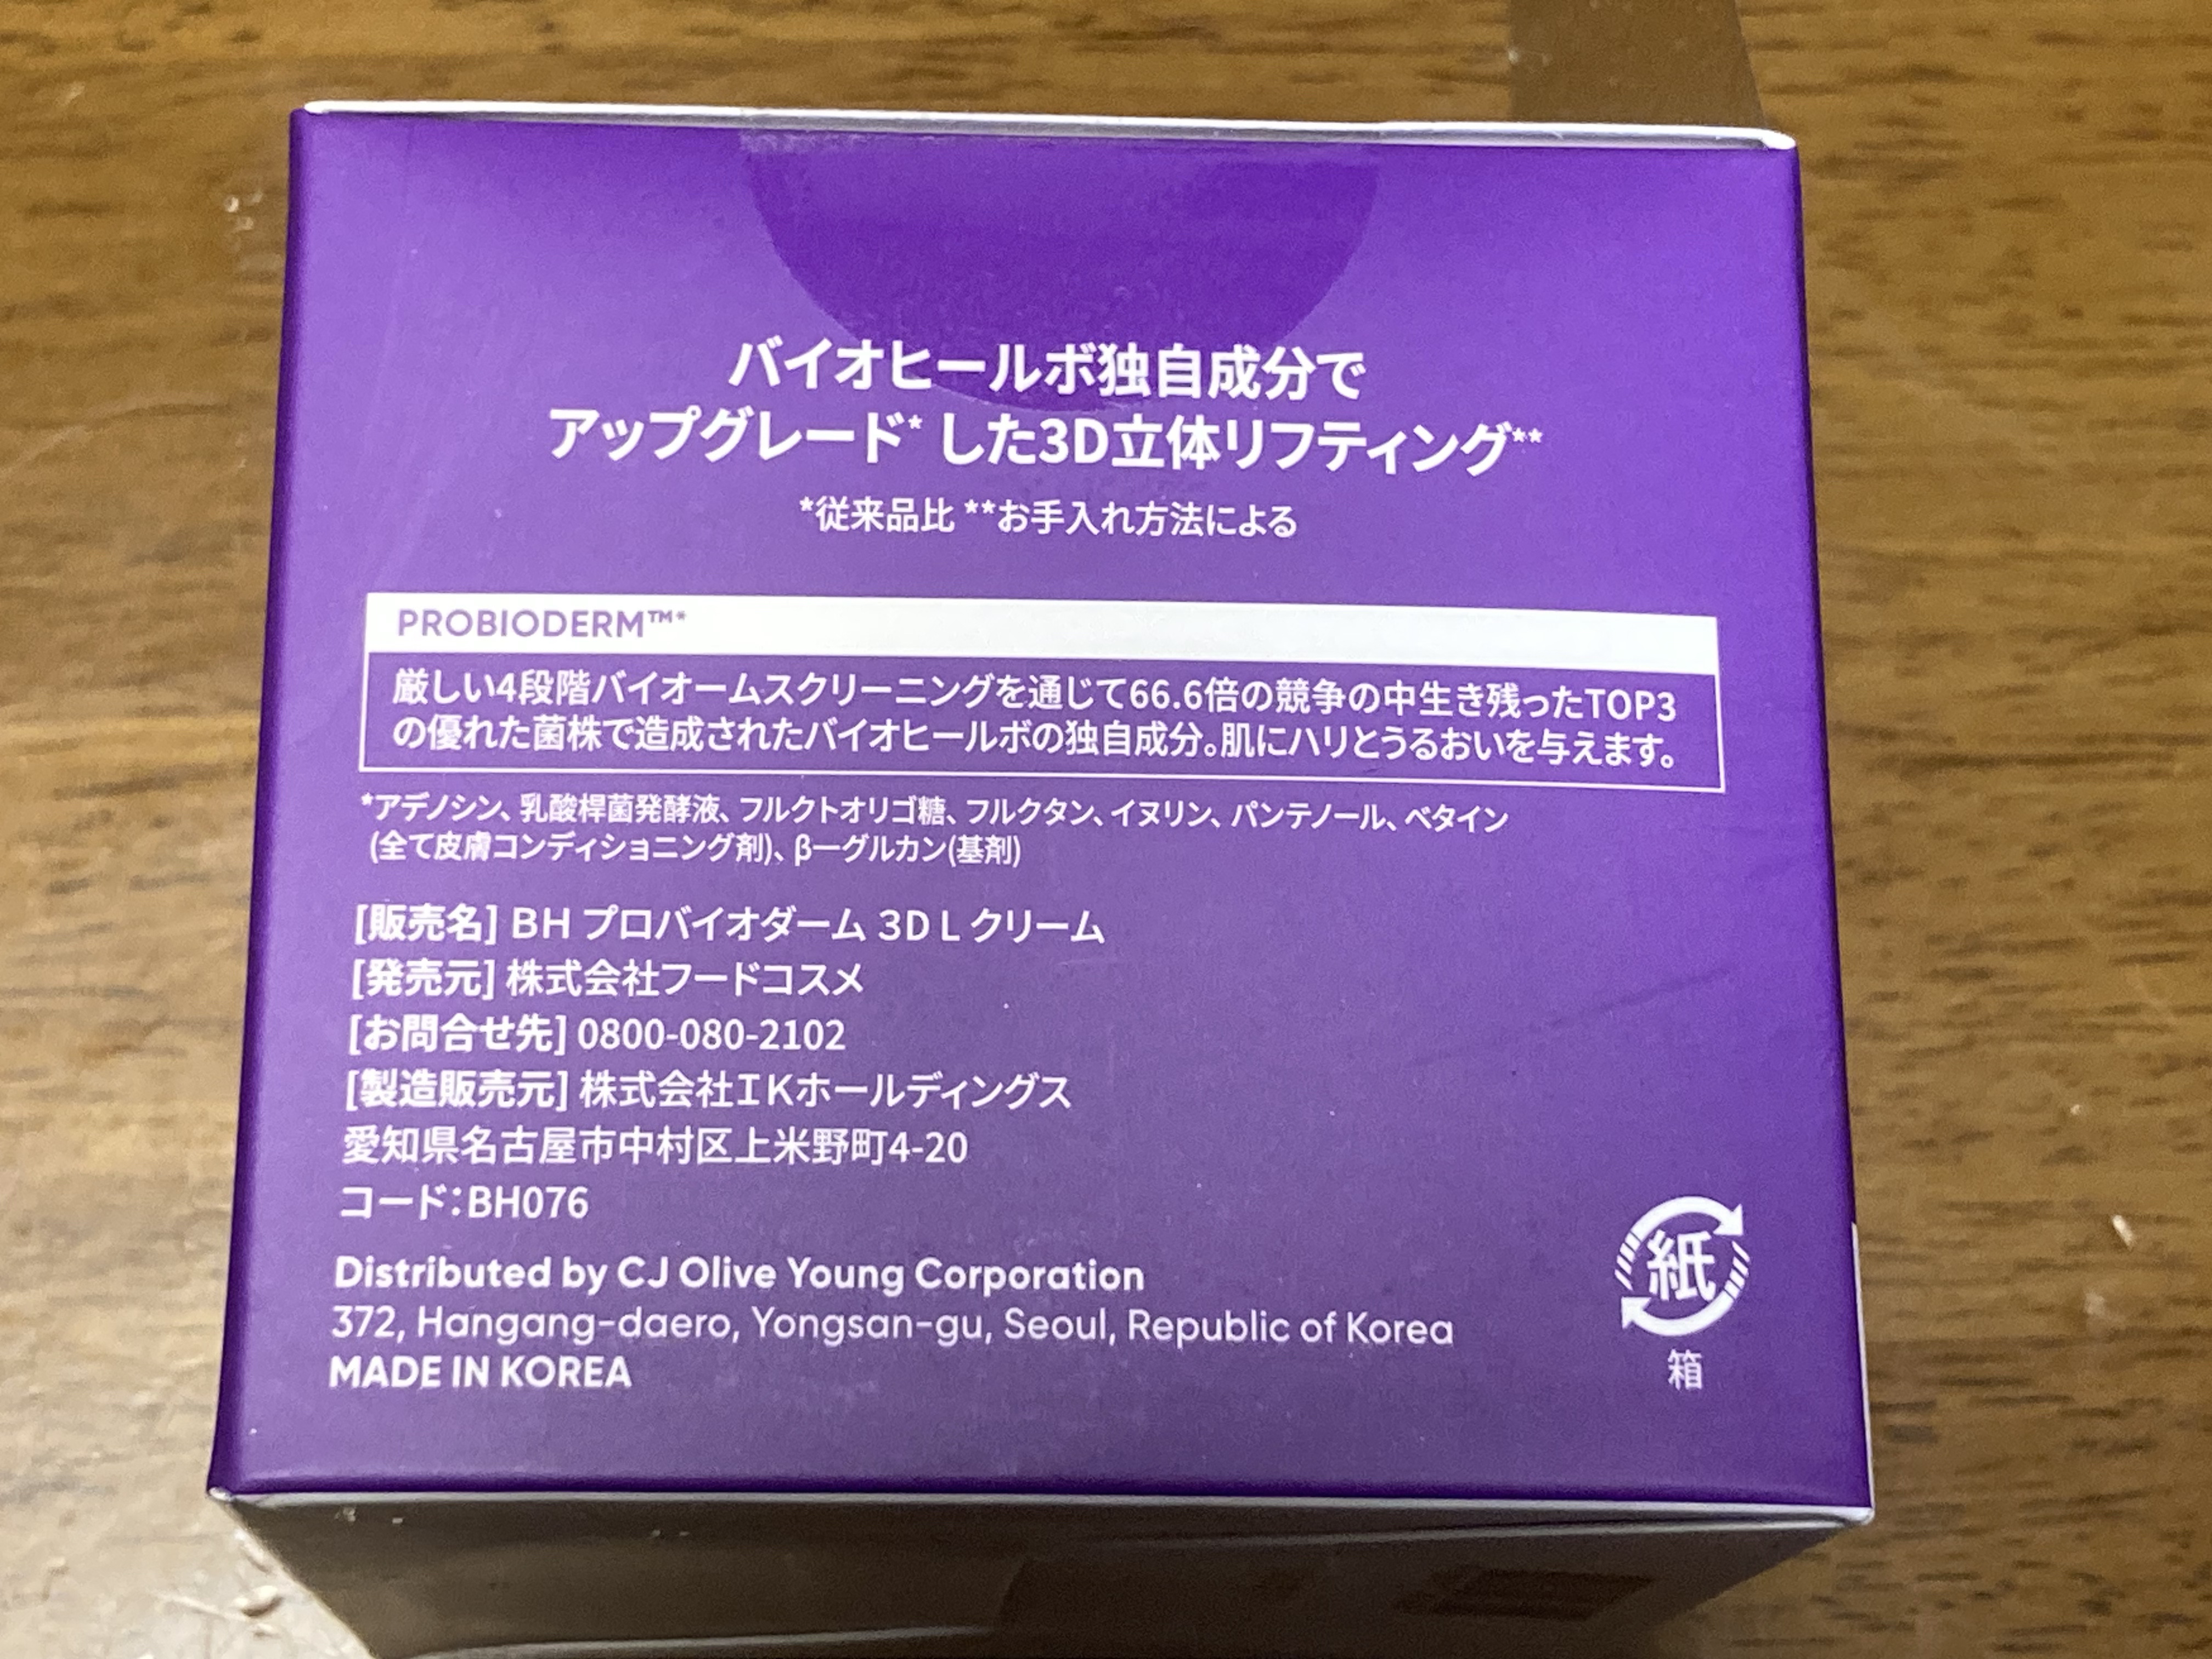 バイオヒールボ独自成分で
アップグレード* した3D立体リフティング**
*従来品比 **お手入れ方法による
PROBIODERM™*
厳しい4段階バイオームスクリーニングを通じて66.6倍の競争の中生き残ったTOP3
の優れた菌株で造成されたバイオヒールボの独自成分。肌にハリとうるおいを与えます。
*アデノシン、乳酸桿菌発酵液、フルクトオリゴ糖、フルクタン、イヌリン、パンテノール、ベタイン
(全て皮膚コンディショニング剤)、βーグルカン(基剤)
[販売名] BH プロバイオダーム 3D L クリーム
[発売元] 株式会社フードコスメ
[お問合せ先] 0800-080-2102
[製造販売元] 株式会社IKホールディングス
愛知県名古屋市中村区上米野町4-20
コード：BH076
Distributed by CJ Olive Young Corporation
372, Hangang-daero, Yongsan-gu, Seoul, Republic of Korea
MADE IN KOREA
紙
箱